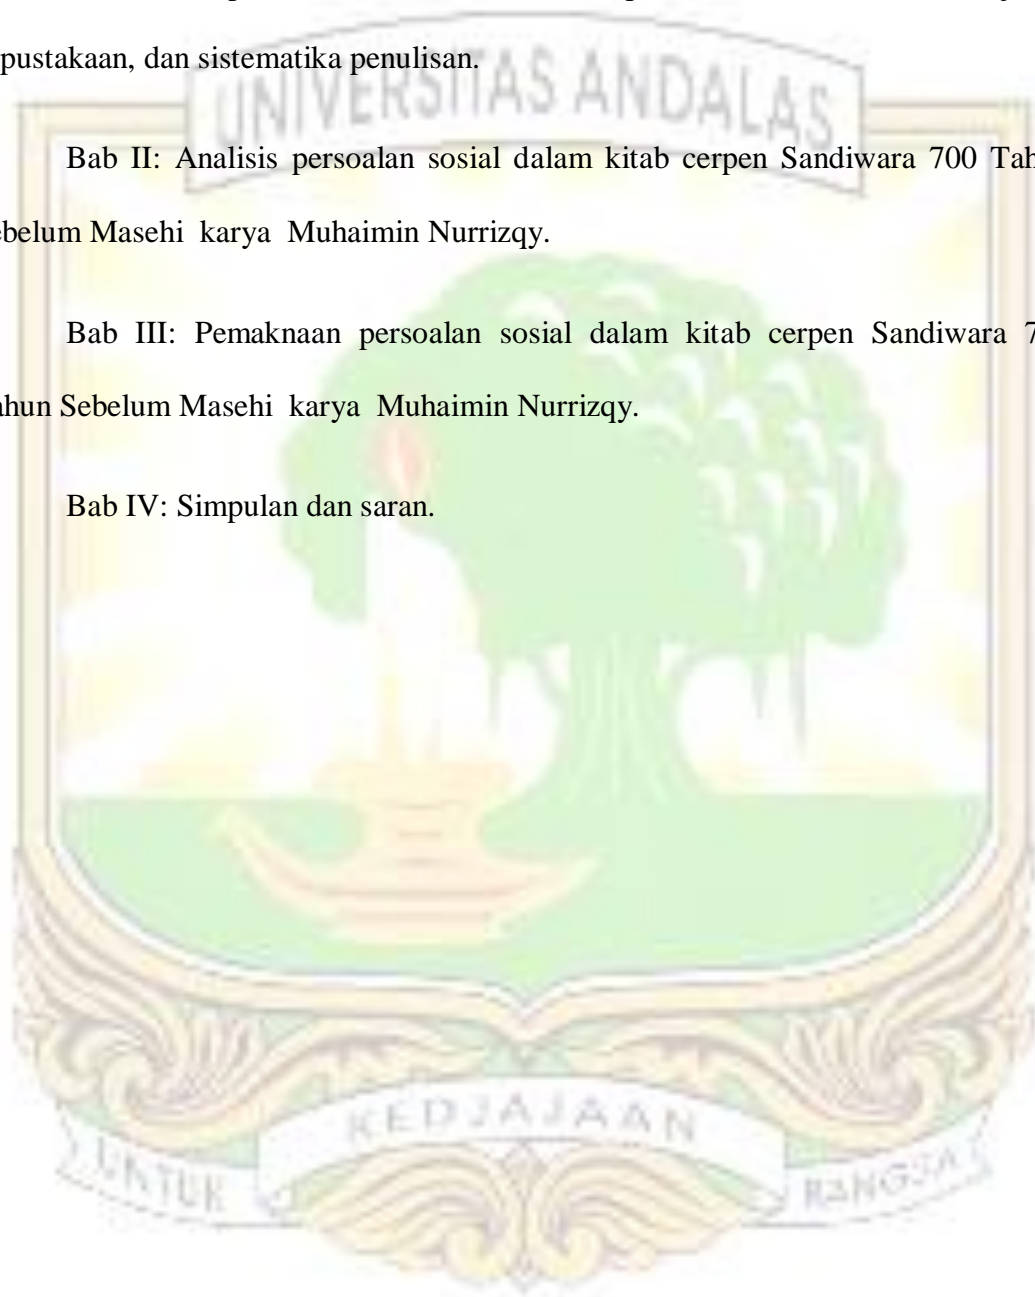 pustakaan, dan sistematika penulisan.
UNIVERSITAS ANDALAS
Bab II: Analisis persoalan sosial dalam kitab cerpen Sandiwara 700 Tah
ebelum Masehi karya Muhaimin Nurrizqy.
Bab III: Pemaknaan persoalan sosial dalam kitab cerpen Sandiwara 7
ahun Sebelum Masehi karya Muhaimin Nurrizqy.
Bab IV: Simpulan dan saran.
KEDJAJAAN
UNTUK
BANGSA